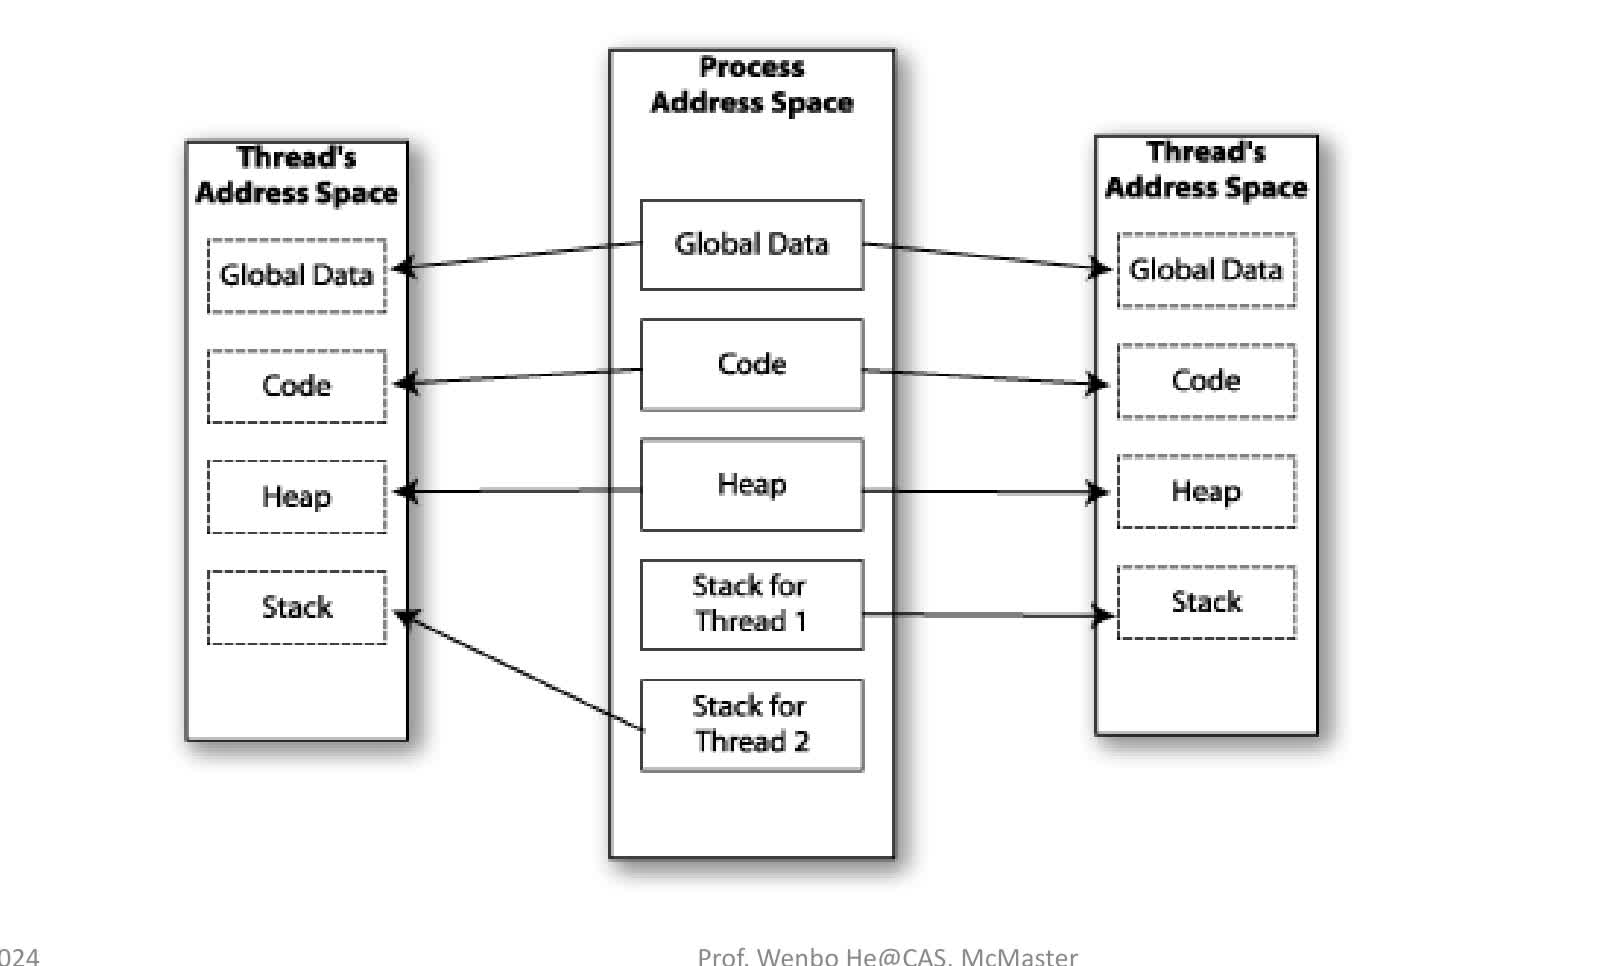 Process
Address Space
Thread's
Address Space
Global Data
Code
Heap
Stack
Global Data
Code
Heap
Stack for
Thread 1
Stack for
Thread 2
Thread's
Address Space
Global Data
Code
Heap
Stack
024
Prof. Wenbo He@CAS. McMaster